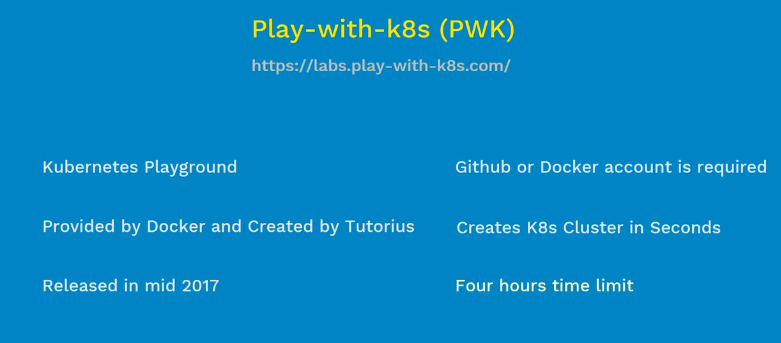 Play-with-k8s (PWK)
https://labs.play-with-k8s.com/
Kubernetes Playground
Provided by Docker and Created by Tutorius
Released in mid 2017
Github or Docker account is required
Creates K8s Cluster in Seconds
Four hours time limit